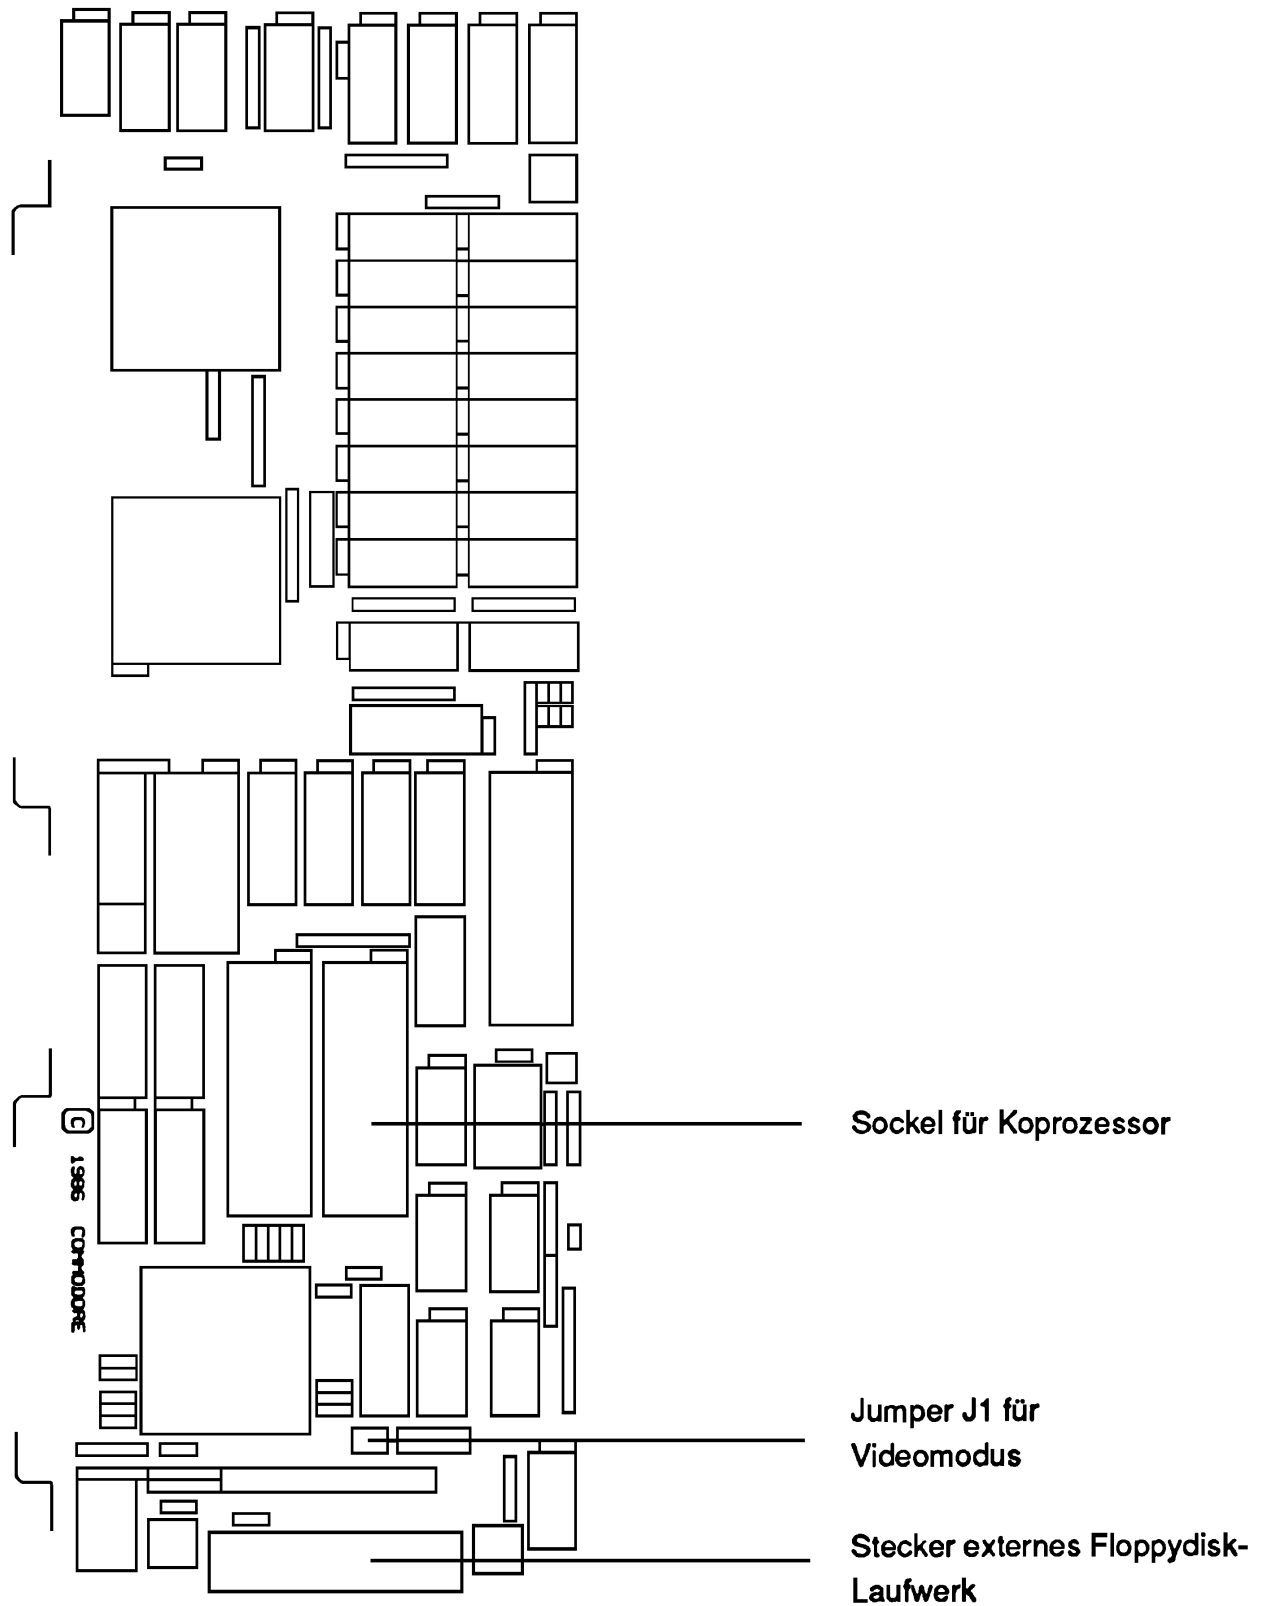 Sockel für Koprozessor
C 1986 COMMODORE
Jumper J1 für
Videomodus
Stecker externes Floppydisk-
Laufwerk